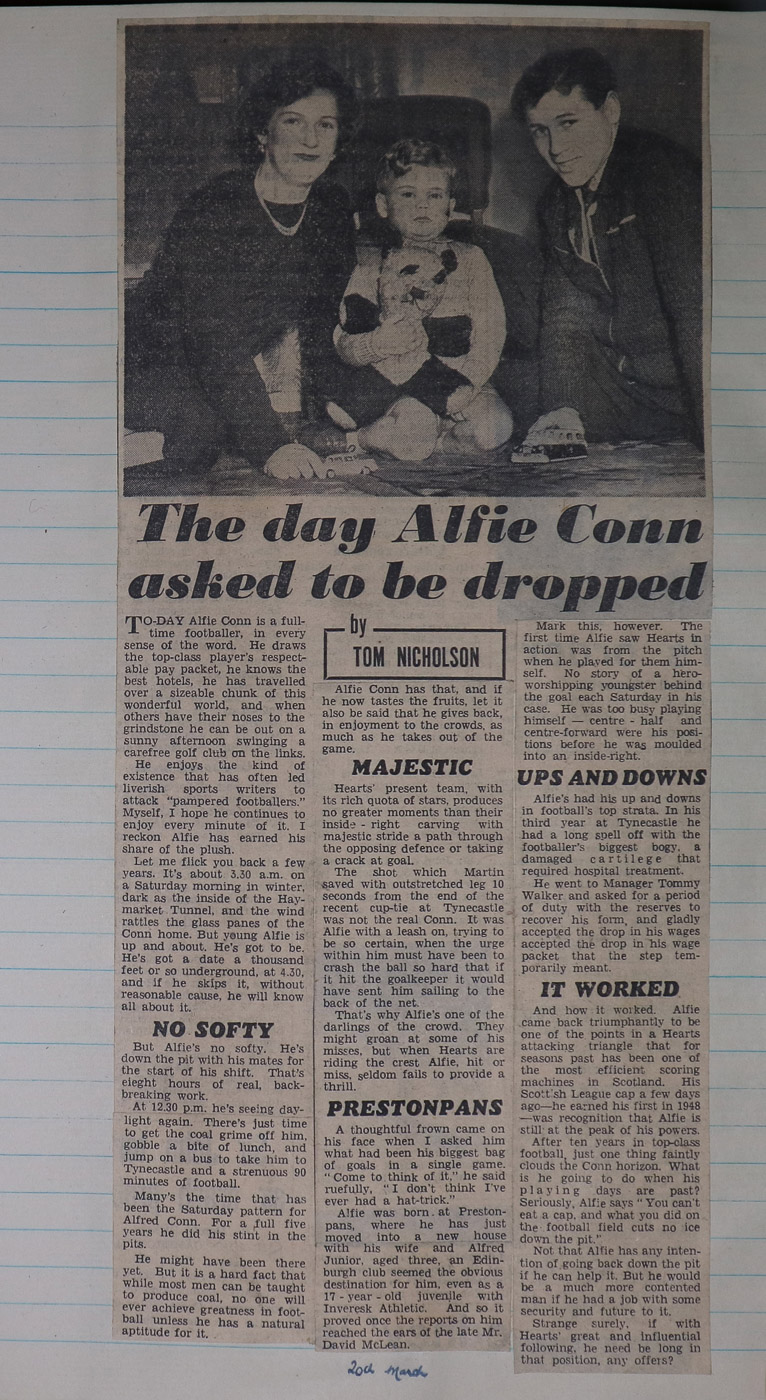 The day Alfie Conn
asked to be dropped
TO-DAY Alfie Conn is a full-
time footballer, in every
sense of the word. He draws
the top-class player's respect-
able pay packet, he knows the
best hotels, he has travelled
over a sizeable chunk of this
wonderful world, and when
others have their noses to the
grindstone he can be out on a
sunny afternoon swinging a
carefree golf club on the links.
He enjoys the kind of
existence that has often led
liverish sports writers to
attack "pampered footballers."
Myself, I hope he continues to
enjoy every minute of it. I
reckon Alfie has earned his
share of the plush.
Let me flick you back a few
years. It's about 3.30 a.m. on
a Saturday morning in winter,
dark as the inside of the Hay-
market Tunnel, and the wind
rattles the glass panes of the
Conn home. But young Alfie is
up and about. He's got to be.
He's got a date a thousand
feet or so underground, at 4.30,
and if he skips it, without
reasonable cause, he will know
all about it.
NO SOFTY
But Alfie's no softy. He's
down the pit with his mates for
the start of his shift. That's
eieght hours of real, back-
breaking work.
At 12.30 p.m. he's seeing day-
light again. There's just time
to get the coal grime off him,
gobble a bite of lunch, and
jump on a bus to take him to
Tynecastle and a strenuous 90
minutes of football.
Many's the time that has
been the Saturday pattern for
Alfred Conn. For a full five
years he did his stint in the
pits.
He might have been there
yet. But it is a hard fact that
while most men can be taught
to produce coal, no one will
ever achieve greatness in foot-
ball unless he has a natural
aptitude for it.
by
TOM NICHOLSON
Alfie Conn has that, and if
he now tastes the fruits, let it
also be said that he gives back,
in enjoyment to the crowds, as
much as he takes out of the
game.
MAJESTIC
Hearts' present team, with
its rich quota of stars, produces
no greater moments than their
inside - right carving with
majestic stride a path through
the opposing defence or taking
a crack at goal.
The shot which Martin
saved with outstretched leg 10
seconds from the end of the
recent cup-tie at Tynecastle
was not the real Conn. It was
Alfie with a leash on, trying to
be so certain, when the urge
within him must have been to
crash the ball so hard that if
it hit the goalkeeper it would
have sent him sailing to the
back of the net.
That's why Alfie's one of the
darlings of the crowd. They
might groan at some of his
misses, but when Hearts are
riding the crest Alfie, hit or
miss, seldom fails to provide a
thrill.
PRESTONPANS
A thoughtful frown came on
his face when I asked him
what had been his biggest bag
of goals in a single game.
"Come to think of it," he said
ruefully, "I don't think I've
ever had a hat-trick."
Alfie was born at Preston-
pans, where he has just
moved into a new house
with his wife and Alfred
Junior, aged three, an Edin-
burgh club seemed the obvious
destination for him, even as a
17 - year - old juvenile with
Inveresk Athletic. And so it
proved once the reports on him
reached the ears of the late Mr.
David McLean.
Mark this, however. The
first time Alfie saw Hearts in
action was from the pitch
when he played for them him-
self. No story of a hero-
worshipping youngster behind
the goal each Saturday in his
case. He was too busy playing
himself — centre - half and
centre-forward were his posi-
tions before he was moulded
into an inside-right.
UPS AND DOWNS
Alfie's had his up and downs
in football's top strata. In his
third year at Tynecastle he
had a long spell off with the
footballer's biggest bogy, a
damaged cartilege that
required hospital treatment.
He went to Manager Tommy
Walker and asked for a period
of duty with the reserves to
recover his form, and gladly
accepted the drop in his wages
accepted the drop in his wage
packet that the step tem-
porarily meant.
IT WORKED
And how it worked. Alfie
came back triumphantly to be
one of the points in a Hearts
attacking triangle that for
seasons past has been one of
the most efficient scoring
machines in Scotland. His
Scottish League cap a few days
ago—he earned his first in 1948
—was recognition that Alfie is
still at the peak of his powers.
After ten years in top-class
football, just one thing faintly
clouds the Conn horizon. What
is he going to do when his
playing days are past?
Seriously, Alfie says "You can't
eat a cap, and what you did on
the football field cuts no ice
down the pit."
Not that Alfie has any inten-
tion of going back down the pit
if he can help it. But he would
be a much more contented
man if he had a job with some
security and future to it.
Strange surely, if with
Hearts' great and influential
following, he need be long in
that position, any offers?
20th March